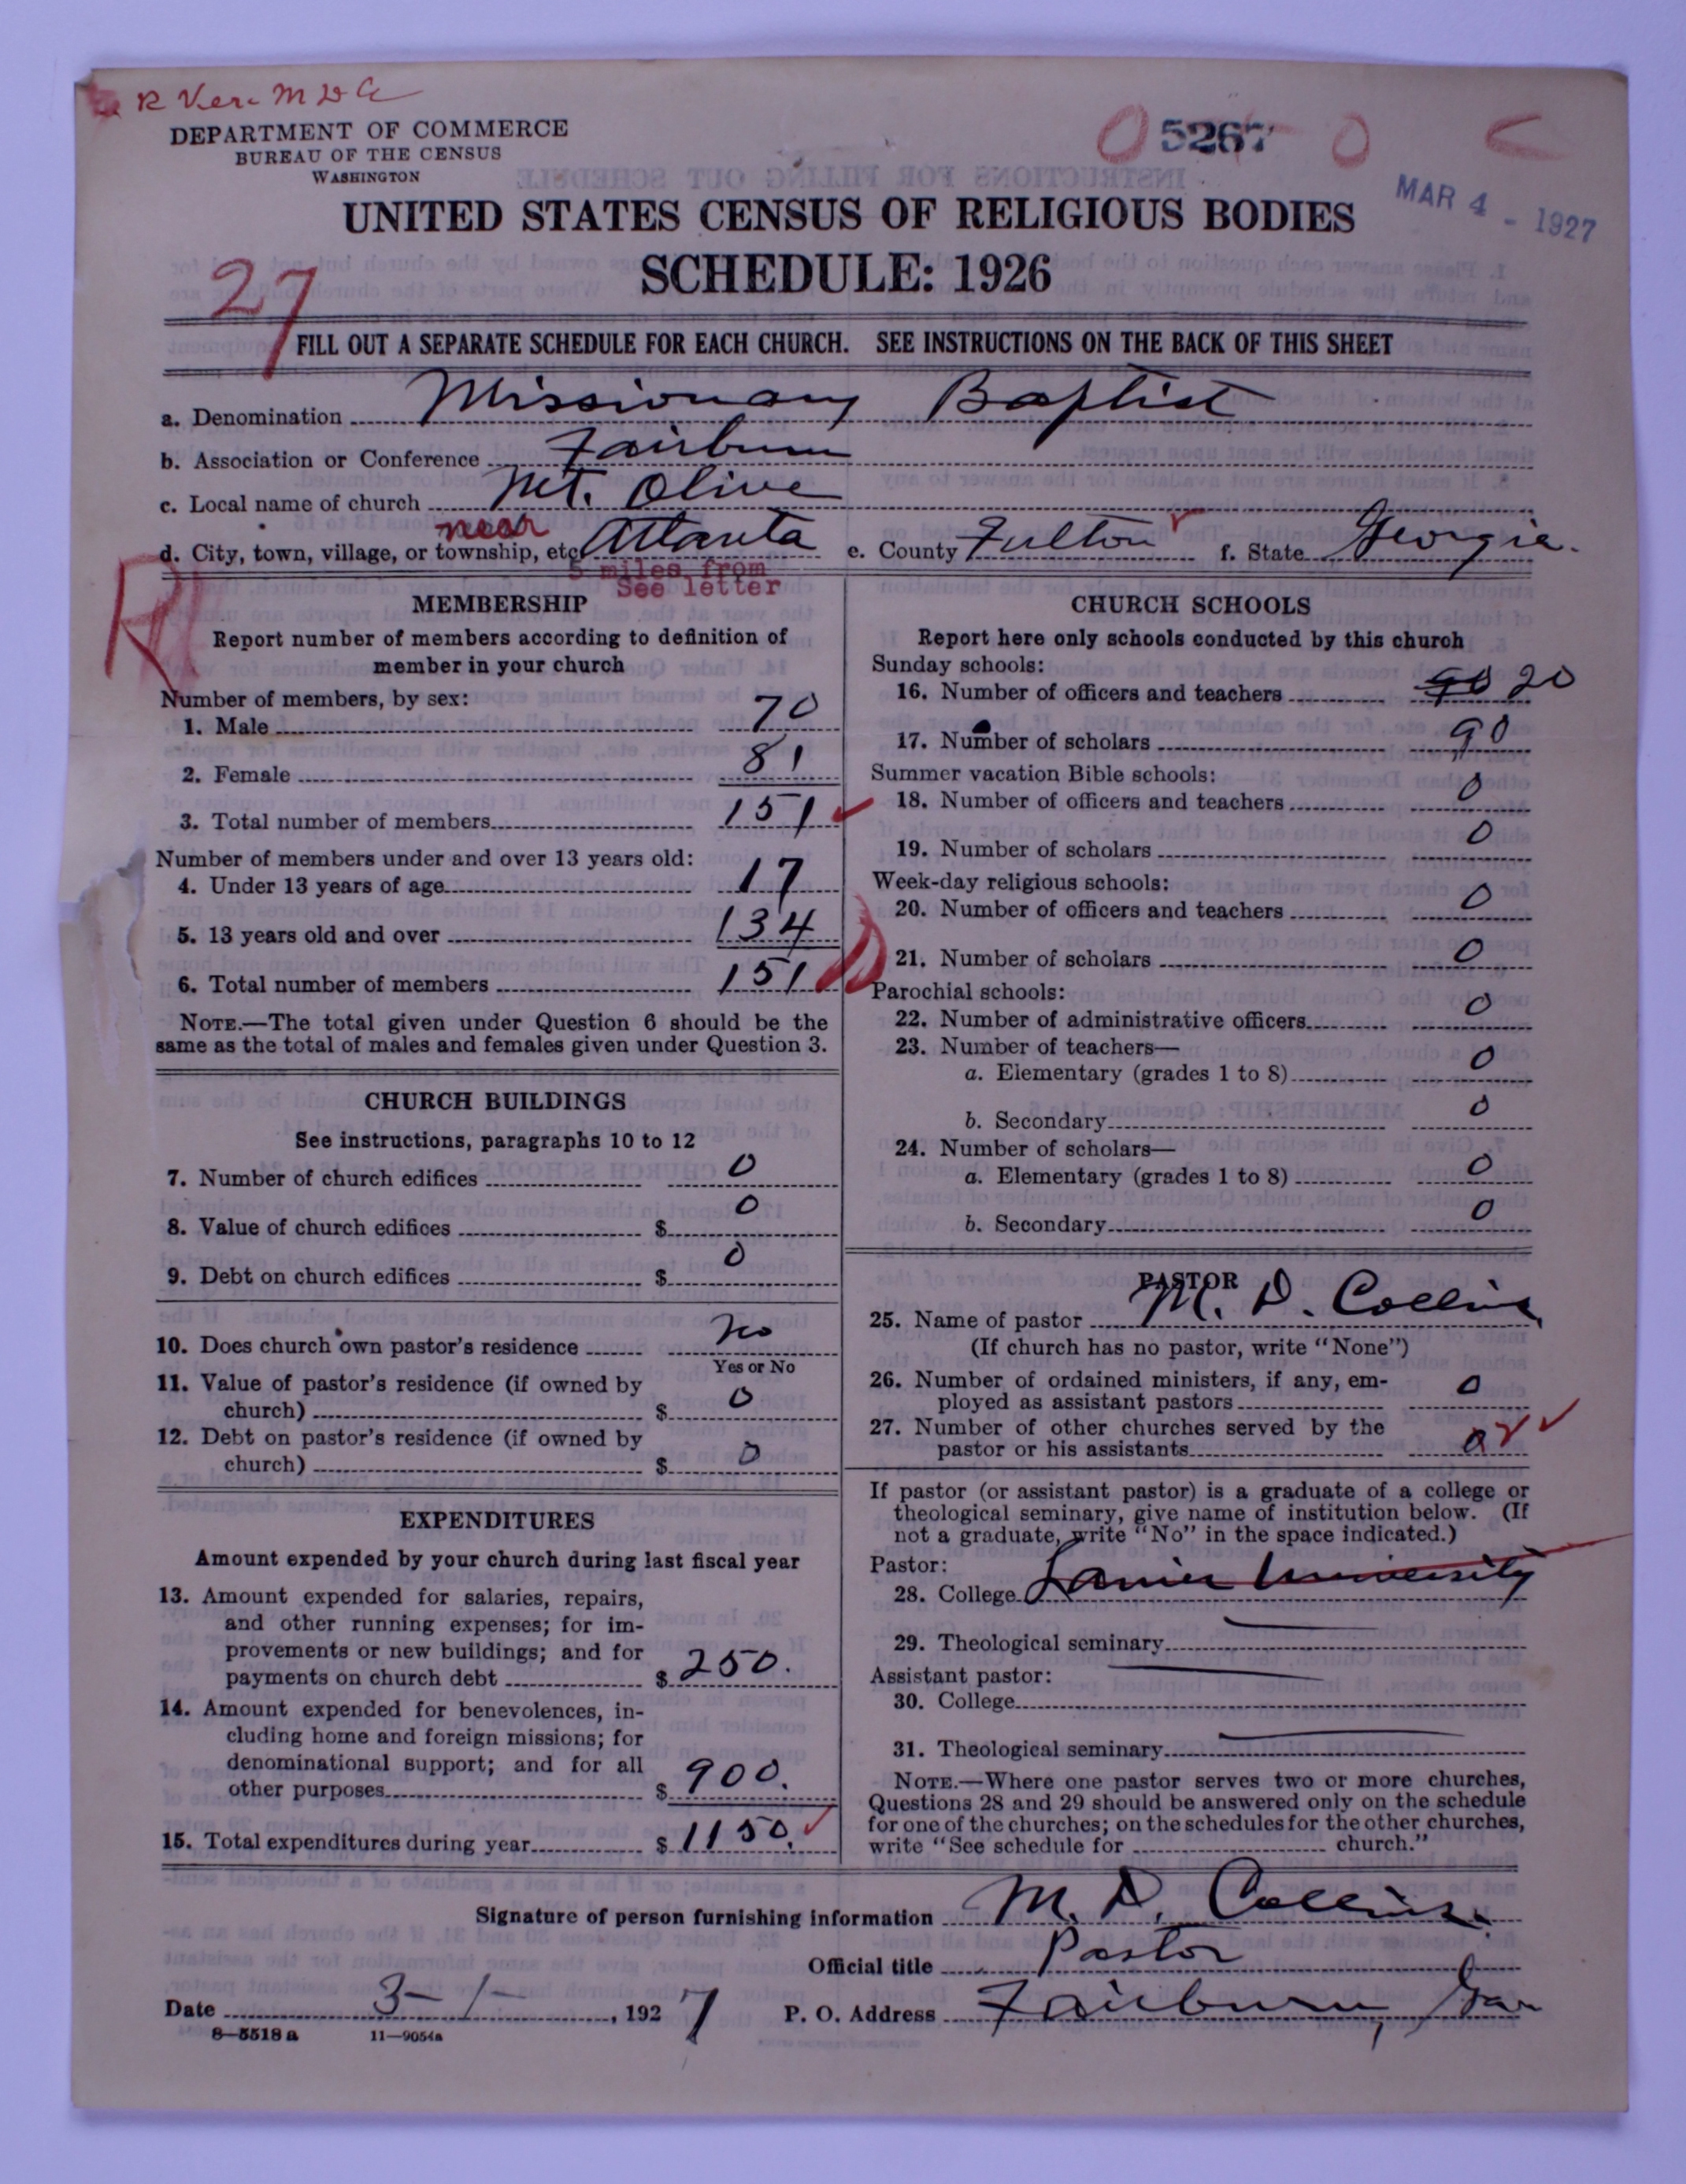 R Ver. M D C
DEPARTMENT OF COMMERCE
BUREAU OF THE CENSUS
WASHINGTON
5267
MAR 4 - 1927
UNITED STATES CENSUS OF RELIGIOUS BODIES
SCHEDULE: 1926
27
FILL OUT A SEPARATE SCHEDULE FOR EACH CHURCH. SEE INSTRUCTIONS ON THE BACK OF THIS SHEET
a. Denomination Missionary Baptist
b. Association or Conference Fairburn
c. Local name of church Mt. Olive
near
d. City, town, village, or township, etc. Atlanta e. County Fulton f. State Georgia.
5 miles from
See letter
R
MEMBERSHIP
Report number of members according to definition of
member in your church
Number of members, by sex:
1. Male 70
2. Female 81
3. Total number of members 151
Number of members under and over 13 years old:
4. Under 13 years of age 17
5. 13 years old and over 134
6. Total number of members 151
NOTE.—The total given under Question 6 should be the
same as the total of males and females given under Question 3.
CHURCH BUILDINGS
See instructions, paragraphs 10 to 12
7. Number of church edifices 0
8. Value of church edifices $ 0
9. Debt on church edifices $ 0
10. Does church own pastor's residence No
Yes or No
11. Value of pastor's residence (if owned by
church) $ 0
12. Debt on pastor's residence (if owned by
church) $ 0
EXPENDITURES
Amount expended by your church during last fiscal year
13. Amount expended for salaries, repairs,
and other running expenses; for im-
provements or new buildings; and for
payments on church debt $ 250.
14. Amount expended for benevolences, in-
cluding home and foreign missions; for
denominational support; and for all
other purposes $ 900.
15. Total expenditures during year $ 1150.
CHURCH SCHOOLS
Report here only schools conducted by this church
Sunday schools:
16. Number of officers and teachers 90 20
17. Number of scholars 90
Summer vacation Bible schools:
18. Number of officers and teachers 0
19. Number of scholars 0
Week-day religious schools:
20. Number of officers and teachers 0
21. Number of scholars 0
Parochial schools:
22. Number of administrative officers 0
23. Number of teachers—
a. Elementary (grades 1 to 8) 0
b. Secondary 0
24. Number of scholars—
a. Elementary (grades 1 to 8) 0
b. Secondary 0
PASTOR
25. Name of pastor M. D. Collins
(If church has no pastor, write "None")
26. Number of ordained ministers, if any, em-
ployed as assistant pastors 0
27. Number of other churches served by the
pastor or his assistants 0
If pastor (or assistant pastor) is a graduate of a college or
theological seminary, give name of institution below. (If
not a graduate, write "No" in the space indicated.)
Pastor:
28. College Lanier University
29. Theological seminary
Assistant pastor:
30. College
31. Theological seminary
NOTE.—Where one pastor serves two or more churches,
Questions 28 and 29 should be answered only on the schedule
for one of the churches; on the schedules for the other churches,
write "See schedule for church."
Signature of person furnishing information M. D. Collins.
Official title Pastor
Date 3-1- , 1927 P. O. Address Fairburn, Ga.
8—5518 a 11—9054a